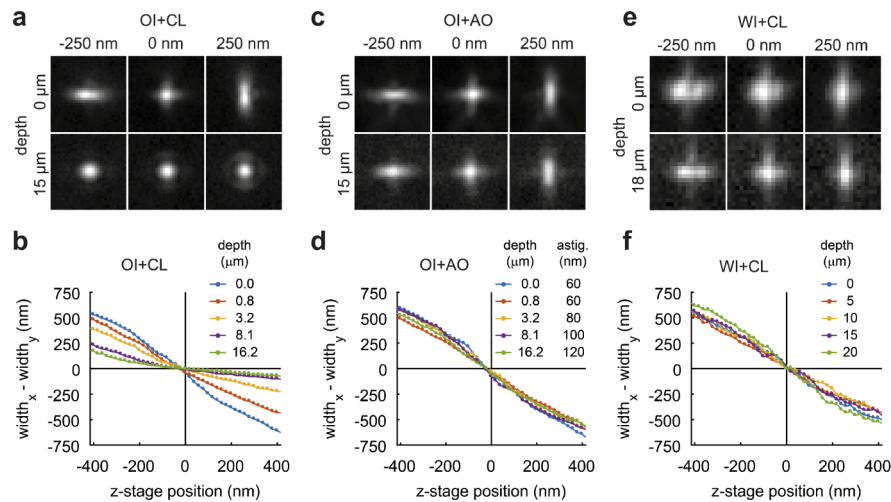 a
OI+CL
-250 nm 0 nm 250 nm
depth
0 µm
15 µm
b
OI+CL
depth
(µm)
0.0
0.8
3.2
8.1
16.2
width_x - width_y (nm)
750
500
250
0
-250
-500
-750
-400 -200 0 200 400
z-stage position (nm)
c
OI+AO
-250 nm 0 nm 250 nm
depth
0 µm
15 µm
d
OI+AO
depth astig.
(µm) (nm)
0.0 60
0.8 60
3.2 80
8.1 100
16.2 120
width_x - width_y (nm)
750
500
250
0
-250
-500
-750
-400 -200 0 200 400
z-stage position (nm)
e
WI+CL
-250 nm 0 nm 250 nm
depth
0 µm
18 µm
f
WI+CL
depth
(µm)
0
5
10
15
20
width_x - width_y (nm)
750
500
250
0
-250
-500
-750
-400 -200 0 200 400
z-stage position (nm)